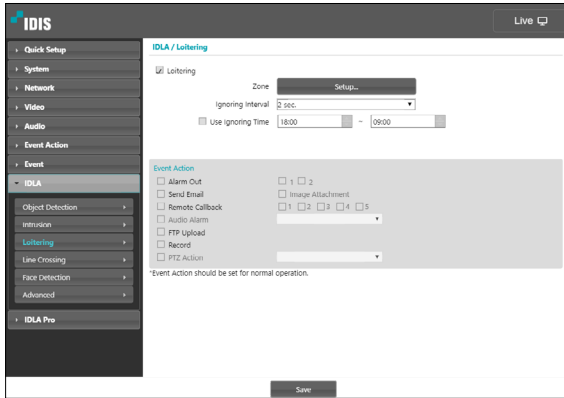 IDIS
Live
Quick Setup
System
Network
Video
Audio
Event Action
Event
IDLA
Object Detection
Intrusion
Loitering
Line Crossing
Face Detection
Advanced
IDLA Pro
IDLA / Loitering
Loitering
Zone Setup...
Ignoring Interval 2 sec.
Use Ignoring Time 18:00 ~ 09:00
Event Action
Alarm Out 1 2
Send Email Image Attachment
Remote Callback 1 2 3 4 5
Audio Alarm
FTP Upload
Record
PTZ Action
*Event Action should be set for normal operation.
Save